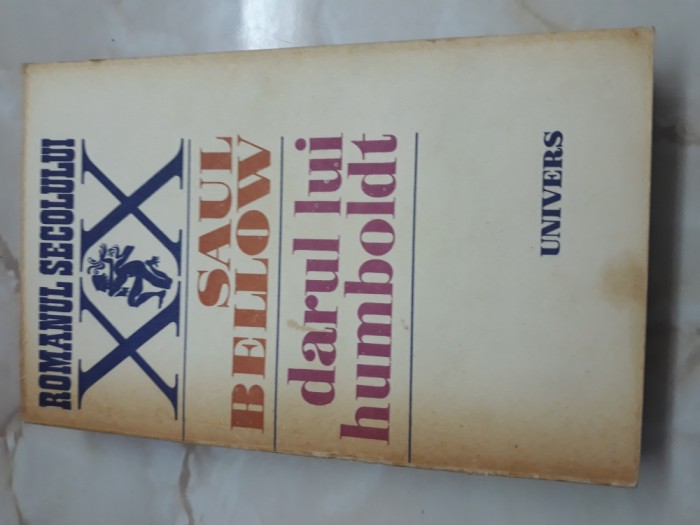 ROMANUL SECOLULUI
XX
SAUL
BELLOW
darul lui
humboldt
UNIVERS